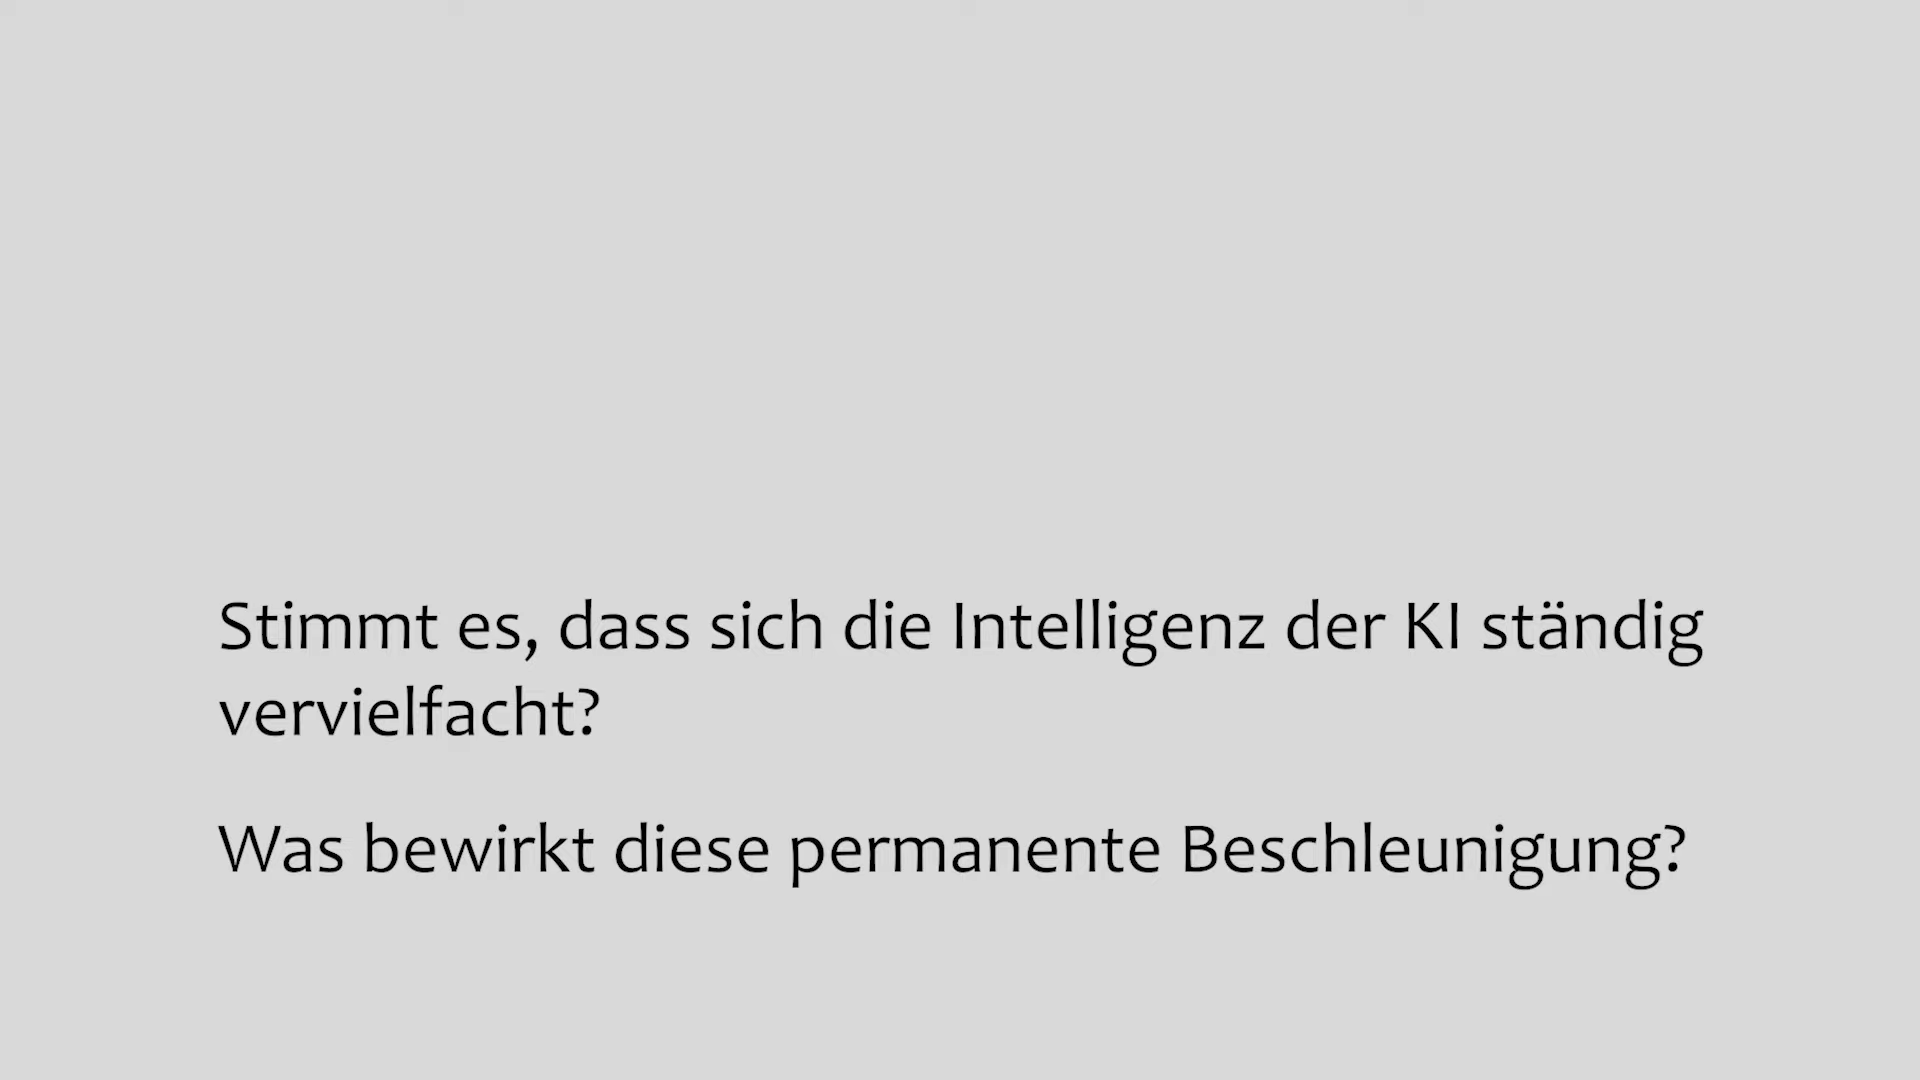 Stimmt es, dass sich die Intelligenz der KI ständig
vervielfacht?
Was bewirkt diese permanente Beschleunigung?